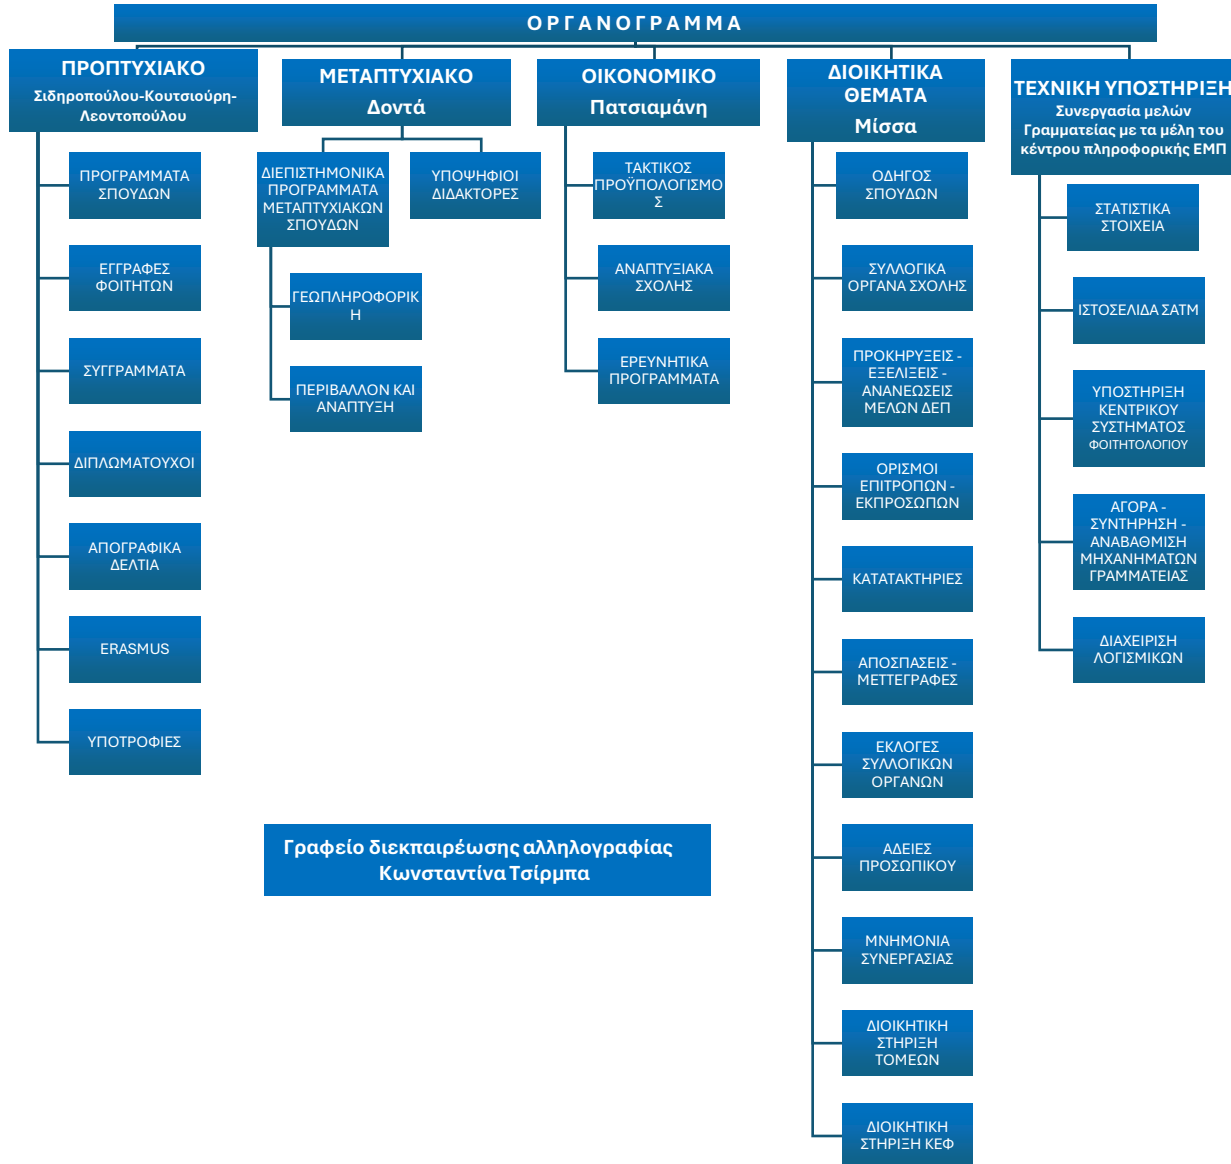 ΟΡΓΑΝΟΓΡΑΜΜΑ
ΠΡΟΠΤΥΧΙΑΚΟ
Σιδηροπούλου-Κουτσιούρη-
Λεοντοπούλου
ΠΡΟΓΡΑΜΜΑΤΑ
ΣΠΟΥΔΩΝ
ΕΓΓΡΑΦΕΣ
ΦΟΙΤΗΤΩΝ
ΣΥΓΓΡΑΜΜΑΤΑ
ΔΙΠΛΩΜΑΤΟΥΧΟΙ
ΑΠΟΓΡΑΦΙΚΑ
ΔΕΛΤΙΑ
ERASMUS
ΥΠΟΤΡΟΦΙΕΣ
ΜΕΤΑΠΤΥΧΙΑΚΟ
Δοντά
ΔΙΕΠΙΣΤΗΜΟΝΙΚΑ
ΠΡΟΓΡΑΜΜΑΤΑ
ΜΕΤΑΠΤΥΧΙΑΚΩΝ
ΣΠΟΥΔΩΝ
ΓΕΩΠΛΗΡΟΦΟΡΙΚ
Η
ΠΕΡΙΒΑΛΛΟΝ ΚΑΙ
ΑΝΑΠΤΥΞΗ
ΥΠΟΨΗΦΙΟΙ
ΔΙΔΑΚΤΟΡΕΣ
ΟΙΚΟΝΟΜΙΚΟ
Πατσιαμάνη
ΤΑΚΤΙΚΟΣ
ΠΡΟΫΠΟΛΟΓΙΣΜΟ
Σ
ΑΝΑΠΤΥΞΙΑΚΑ
ΣΧΟΛΗΣ
ΕΡΕΥΝΗΤΙΚΑ
ΠΡΟΓΡΑΜΜΑΤΑ
ΔΙΟΙΚΗΤΙΚΑ
ΘΕΜΑΤΑ
Μίσσα
ΟΔΗΓΟΣ
ΣΠΟΥΔΩΝ
ΣΥΛΛΟΓΙΚΑ
ΟΡΓΑΝΑ ΣΧΟΛΗΣ
ΠΡΟΚΗΡΥΞΕΙΣ -
ΕΞΕΛΙΞΕΙΣ -
ΑΝΑΝΕΩΣΕΙΣ
ΜΕΛΩΝ ΔΕΠ
ΟΡΙΣΜΟΙ
ΕΠΙΤΡΟΠΩΝ -
ΕΚΠΡΟΣΩΠΩΝ
ΚΑΤΑΤΑΚΤΗΡΙΕΣ
ΑΠΟΣΠΑΣΕΙΣ -
ΜΕΤΤΕΓΡΑΦΕΣ
ΕΚΛΟΓΕΣ
ΣΥΛΛΟΓΙΚΩΝ
ΟΡΓΑΝΩΝ
ΑΔΕΙΕΣ
ΠΡΟΣΩΠΙΚΟΥ
ΜΝΗΜΟΝΙΑ
ΣΥΝΕΡΓΑΣΙΑΣ
ΔΙΟΙΚΗΤΙΚΗ
ΣΤΗΡΙΞΗ
ΤΟΜΕΩΝ
ΔΙΟΙΚΗΤΙΚΗ
ΣΤΗΡΙΞΗ ΚΕΦ
ΤΕΧΝΙΚΗ ΥΠΟΣΤΗΡΙΞΗ
Συνεργασία μελών
Γραμματείας με τα μέλη του
κέντρου πληροφορικής ΕΜΠ
ΣΤΑΤΙΣΤΙΚΑ
ΣΤΟΙΧΕΙΑ
ΙΣΤΟΣΕΛΙΔΑ ΣΑΤΜ
ΥΠΟΣΤΗΡΙΞΗ
ΚΕΝΤΡΙΚΟΥ
ΣΥΣΤΗΜΑΤΟΣ
ΦΟΙΤΗΤΟΛΟΓΙΟΥ
ΑΓΟΡΑ -
ΣΥΝΤΗΡΗΣΗ -
ΑΝΑΒΑΘΜΙΣΗ
ΜΗΧΑΝΗΜΑΤΩΝ
ΓΡΑΜΜΑΤΕΙΑΣ
ΔΙΑΧΕΙΡΙΣΗ
ΛΟΓΙΣΜΙΚΩΝ
Γραφείο διεκπαιρέωσης αλληλογραφίας
Κωνσταντίνα Τσίρμπα